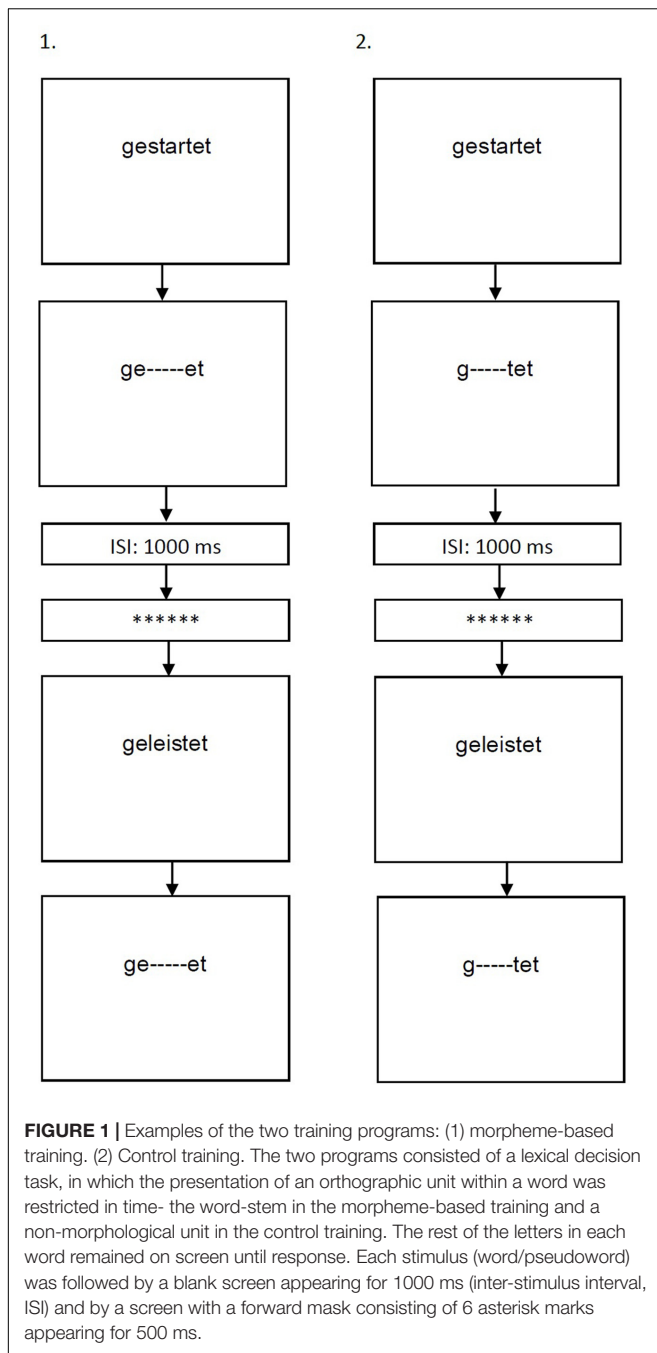 1.
gestartet
ge-----et
ISI: 1000 ms
******
geleistet
ge-----et
2.
gestartet
g-----tet
ISI: 1000 ms
******
geleistet
g-----tet
FIGURE 1 | Examples of the two training programs: (1) morpheme-based
training. (2) Control training. The two programs consisted of a lexical decision
task, in which the presentation of an orthographic unit within a word was
restricted in time- the word-stem in the morpheme-based training and a
non-morphological unit in the control training. The rest of the letters in each
word remained on screen until response. Each stimulus (word/pseudoword)
was followed by a blank screen appearing for 1000 ms (inter-stimulus interval,
ISI) and by a screen with a forward mask consisting of 6 asterisk marks
appearing for 500 ms.